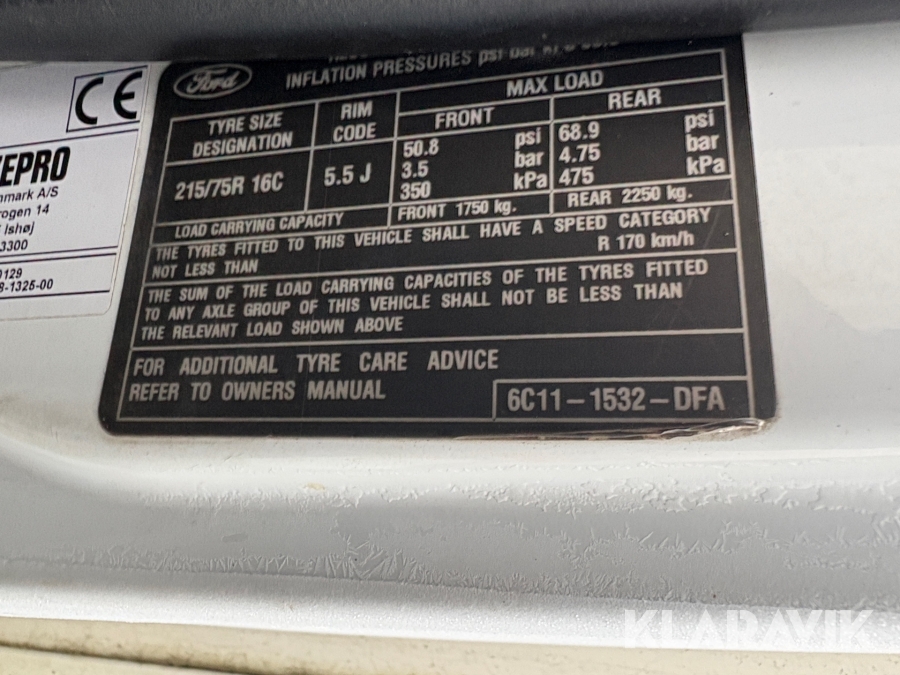 CE
EPRO
nmark A/S
rogen 14
Ishøj
3300
0129
8-1325-00
Ford
INFLATION PRESSURES psi bar
TYRE SIZE DESIGNATION
RIM CODE
MAX LOAD
FRONT
REAR
215/75R 16C
5.5 J
50.8 psi
3.5 bar
350 kPa
68.9 psi
4.75 bar
475 kPa
LOAD CARRYING CAPACITY
FRONT 1750 kg.
REAR 2250 kg.
THE TYRES FITTED TO THIS VEHICLE SHALL HAVE A SPEED CATEGORY
NOT LESS THAN R 170 km/h
THE SUM OF THE LOAD CARRYING CAPACITIES OF THE TYRES FITTED
TO ANY AXLE GROUP OF THIS VEHICLE SHALL NOT BE LESS THAN
THE RELEVANT LOAD SHOWN ABOVE
FOR ADDITIONAL TYRE CARE ADVICE
REFER TO OWNERS MANUAL
6C11-1532-DFA
KLARAVIK